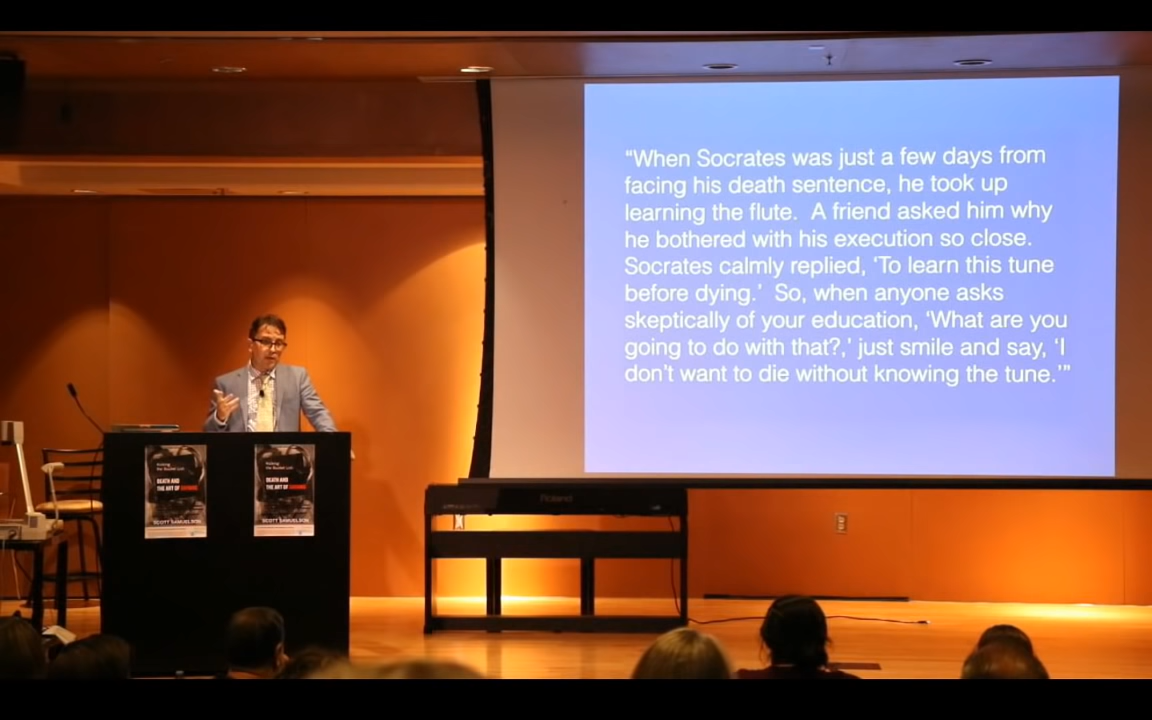 “When Socrates was just a few days from
facing his death sentence, he took up
learning the flute.  A friend asked him why
he bothered with his execution so close.
Socrates calmly replied, ‘To learn this tune
before dying.’  So, when anyone asks
skeptically of your education, ‘What are you
going to do with that?,’ just smile and say, ‘I
don’t want to die without knowing the tune.’”
DEATH AND
THE ART OF
SCOTT SAMUELSON
DEATH AND
THE ART OF
SCOTT SAMUELSON
Roland